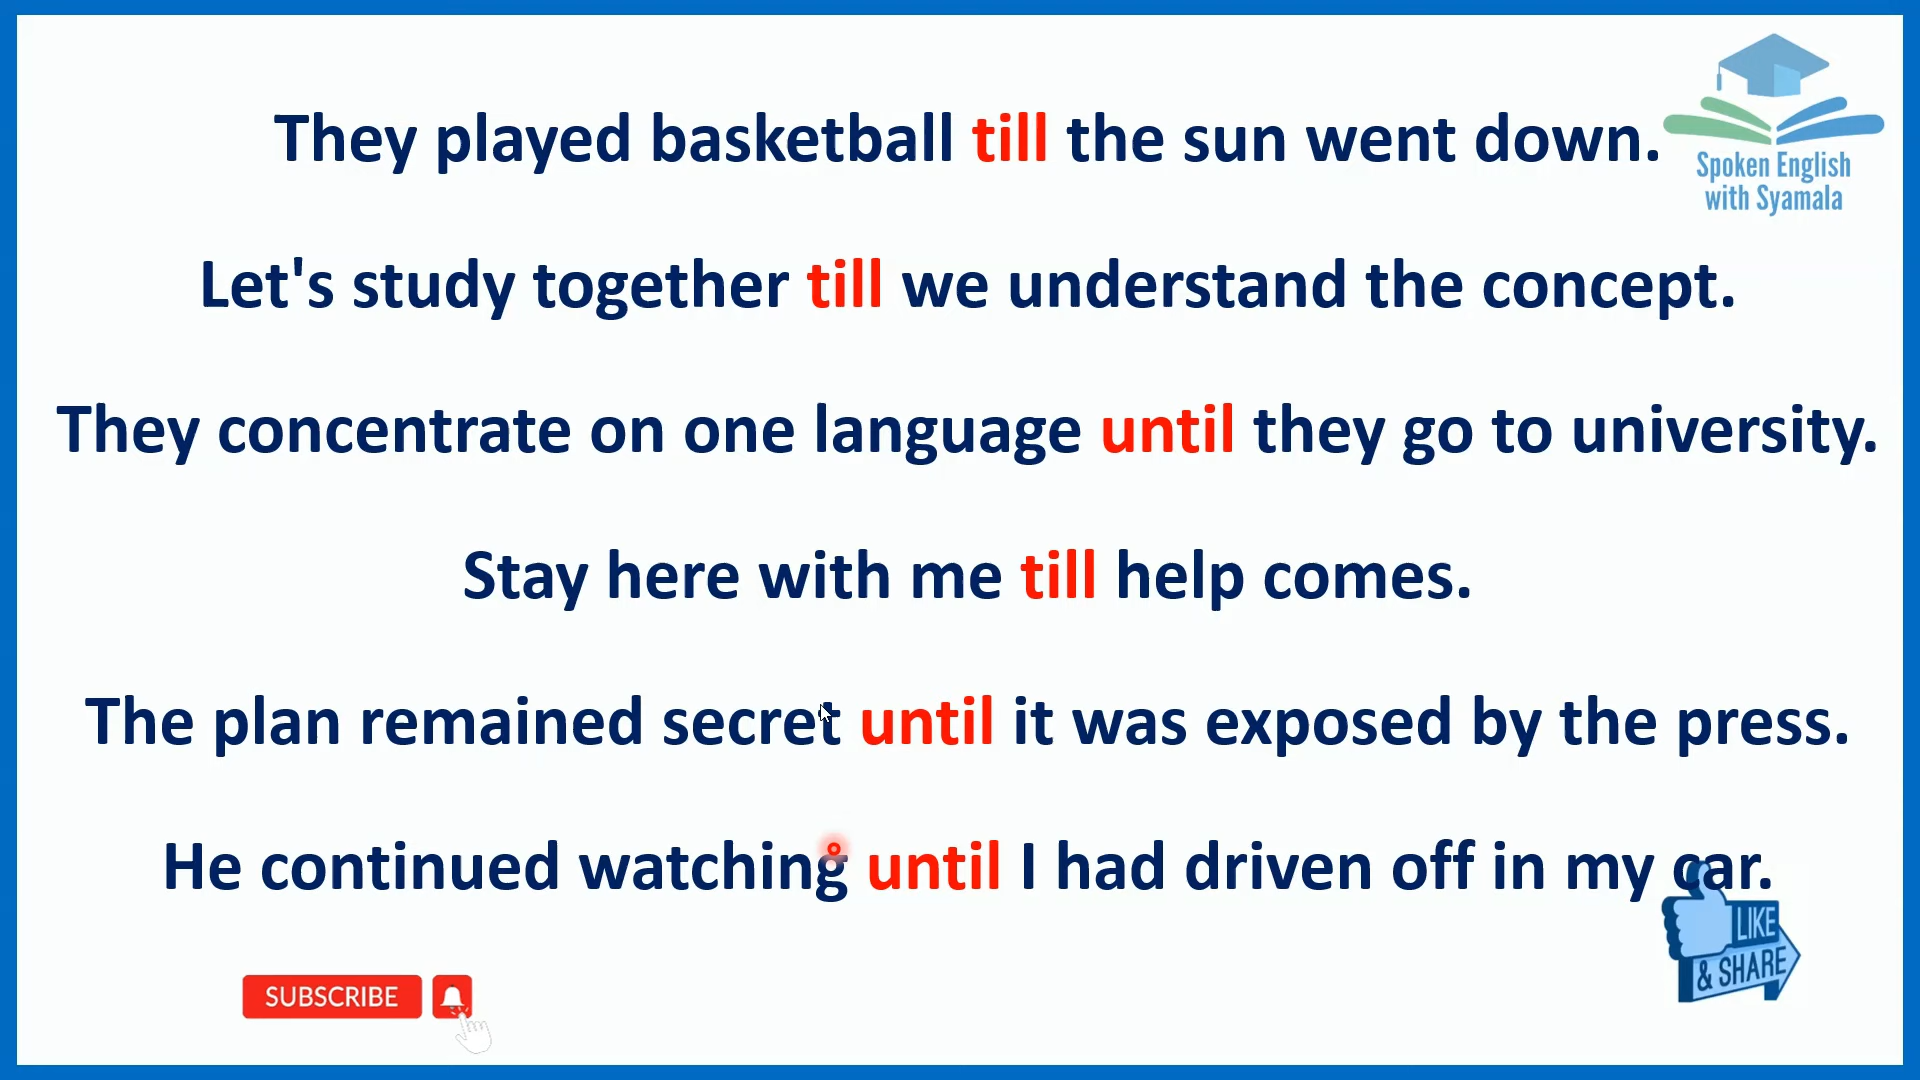 They played basketball till the sun went down.
Spoken English
with Syamala
Let's study together till we understand the concept.
They concentrate on one language until they go to university.
Stay here with me till help comes.
The plan remained secret until it was exposed by the press.
He continued watching until I had driven off in my car.
LIKE
& SHARE
SUBSCRIBE